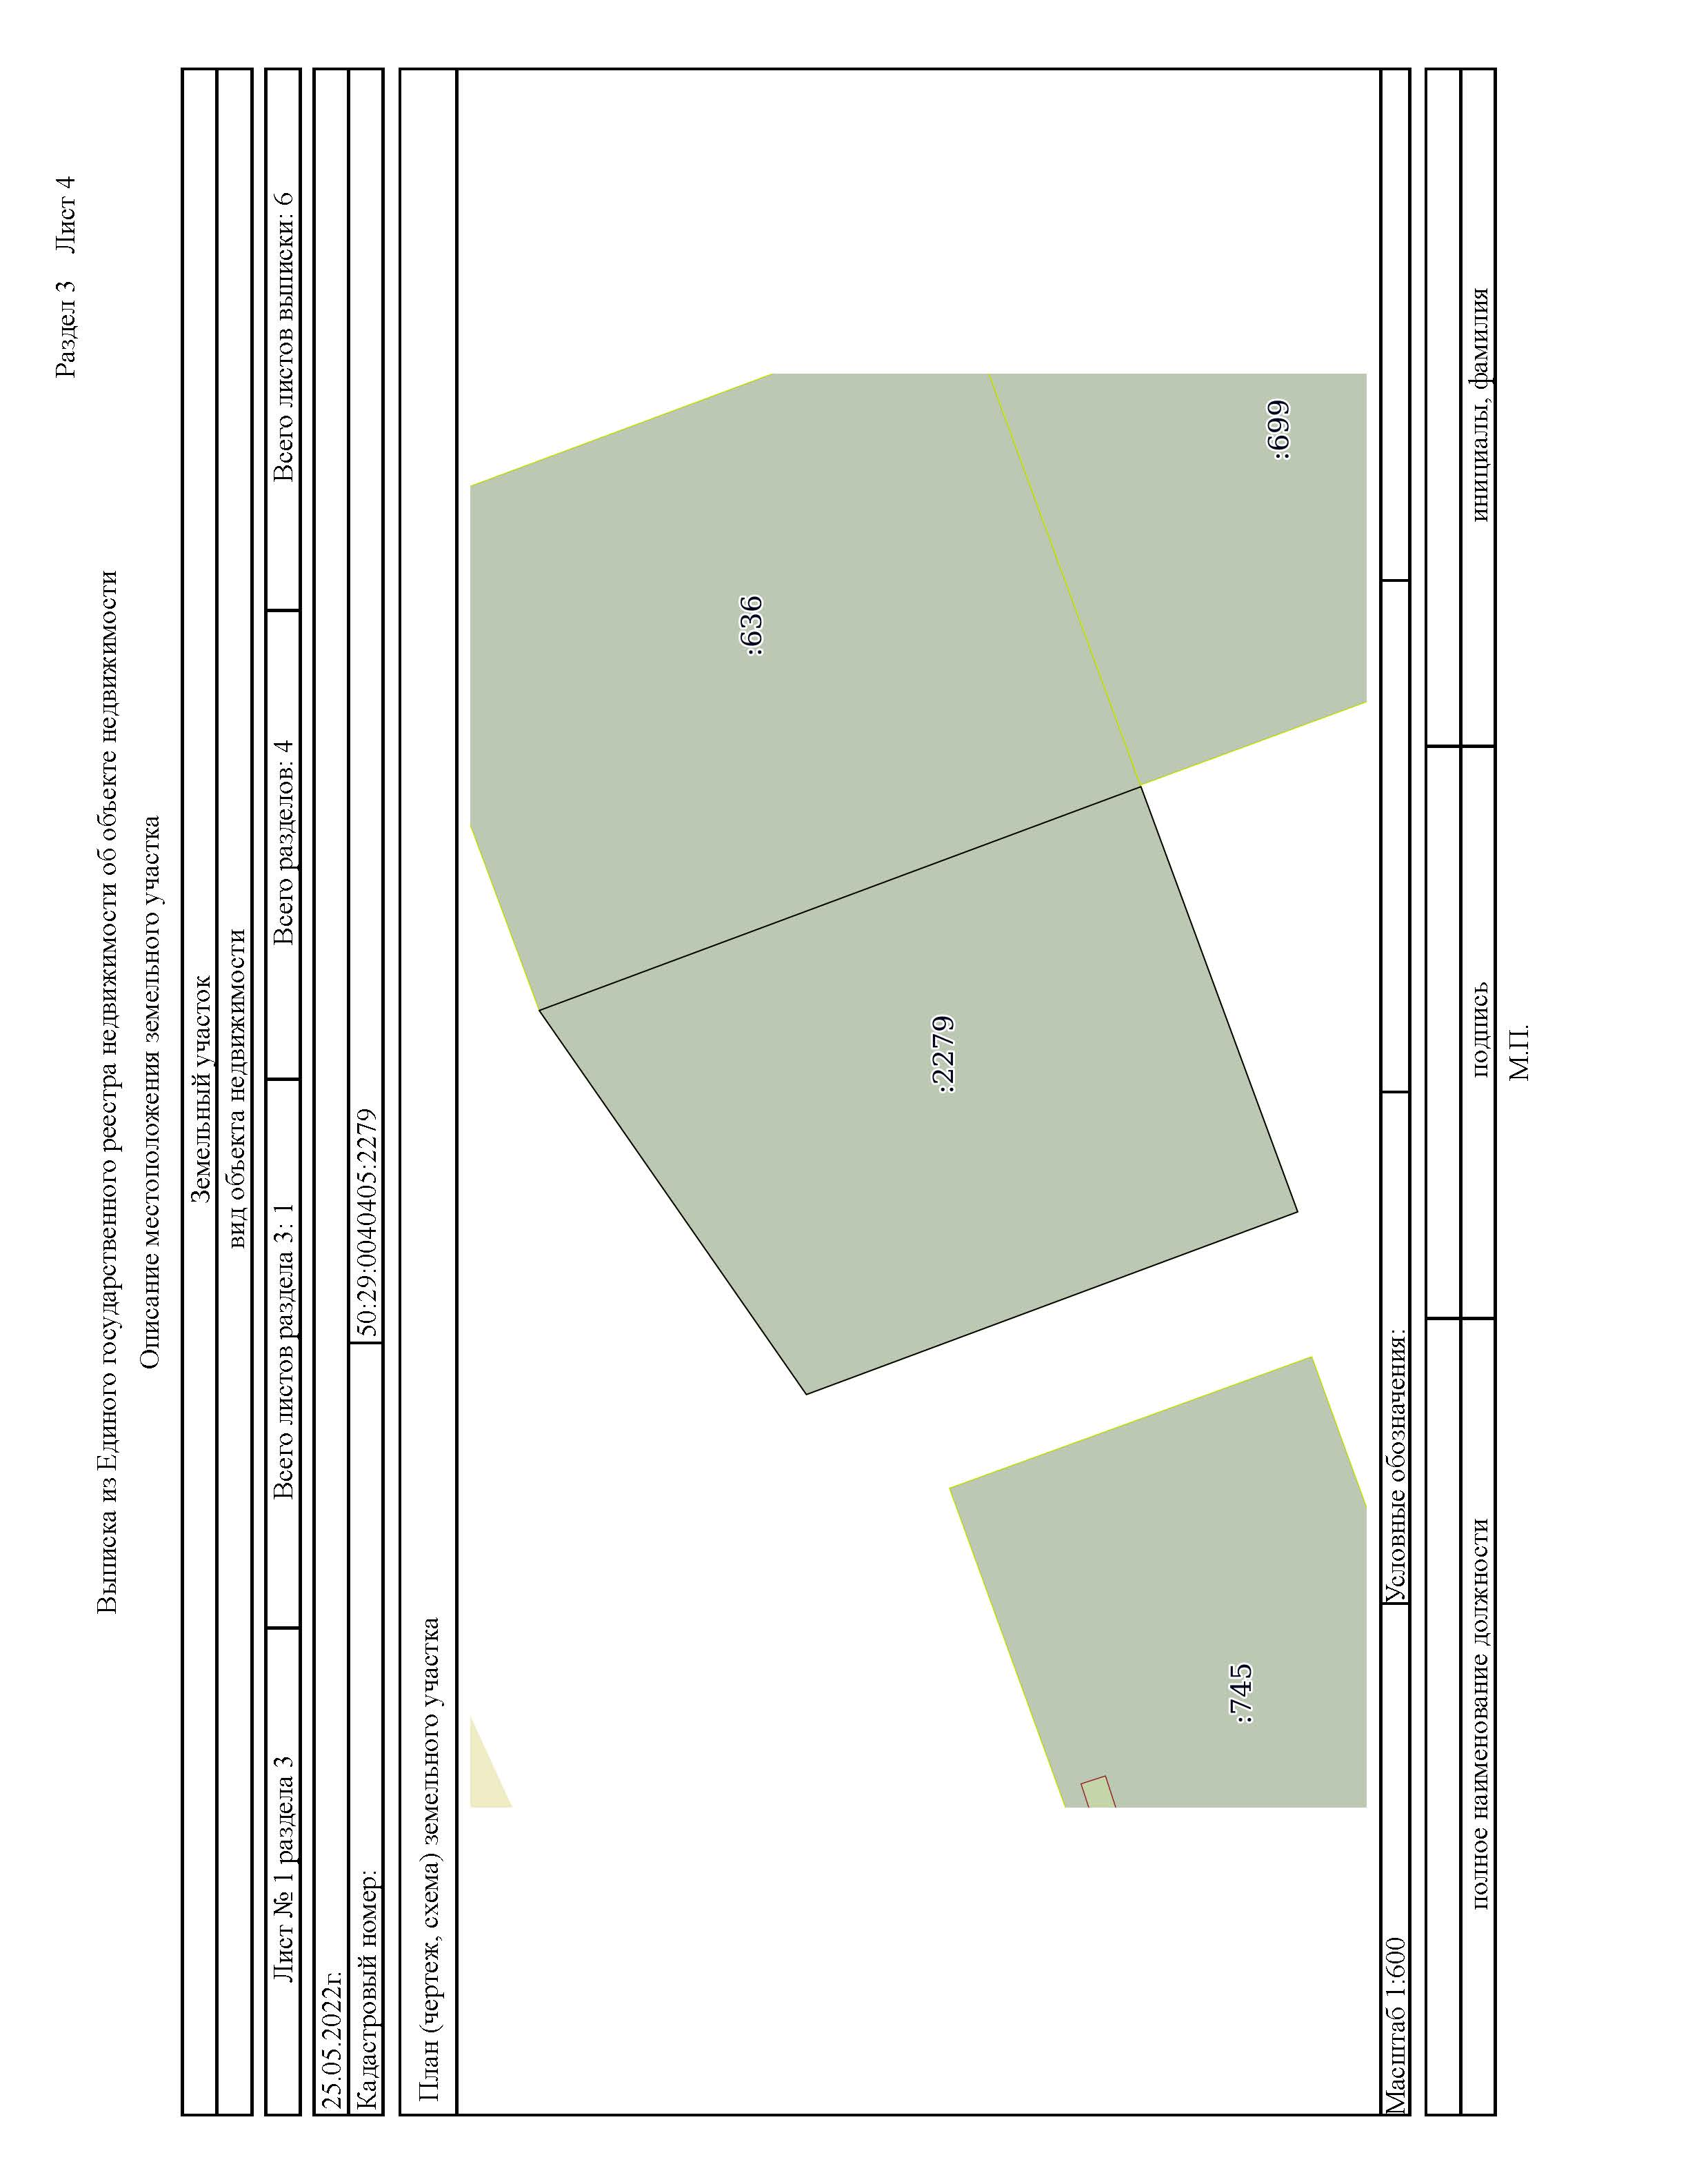 Раздел 3 Лист 4
Выписка из Единого государственного реестра недвижимости об объекте недвижимости
Описание местоположения земельного участка
Земельный участок
вид объекта недвижимости
Лист № 1 раздела 3 Всего листов раздела 3: 1 Всего разделов: 4 Всего листов выписки: 6
25.05.2022г.
Кадастровый номер: 50:29:0040405:2279
План (чертеж, схема) земельного участка
:636
:2279
:745
:699
Масштаб 1:600 Условные обозначения:
полное наименование должности подпись инициалы, фамилия
М.П.